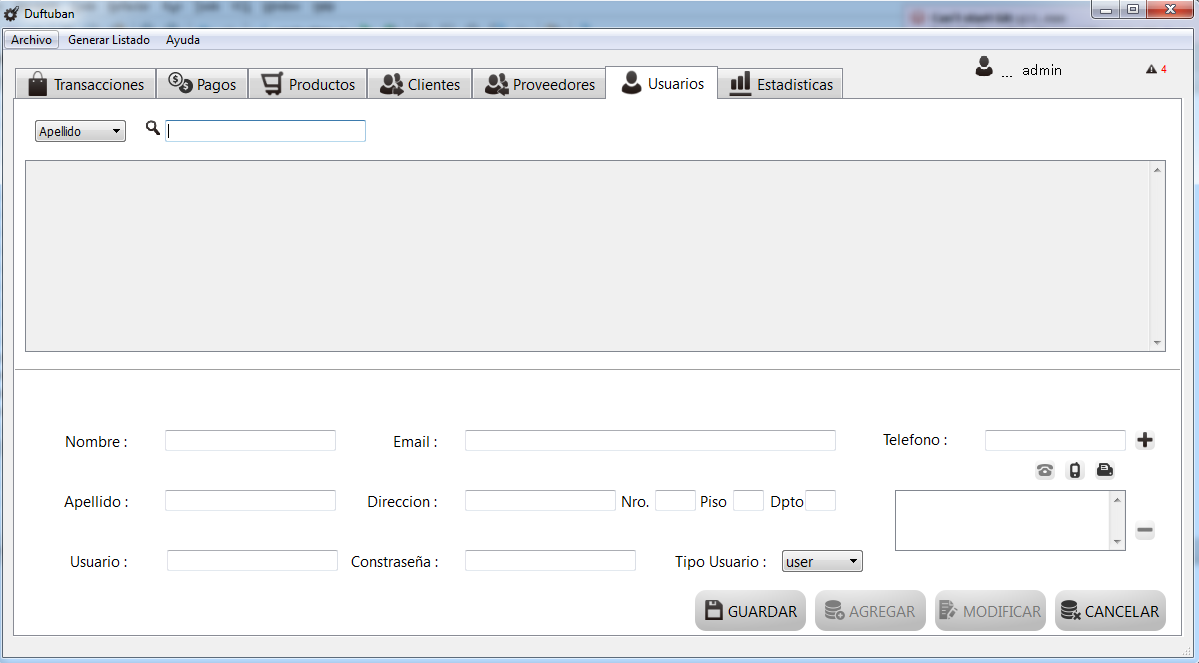 Duftuban
Archivo Generar Listado Ayuda
Transacciones Pagos Productos Clientes Proveedores Usuarios Estadisticas
... admin 4
Apellido
Nombre : Email : Telefono :
Apellido : Direccion : Nro. Piso Dpto
Usuario : Constraseña : Tipo Usuario : user
GUARDAR AGREGAR MODIFICAR CANCELAR